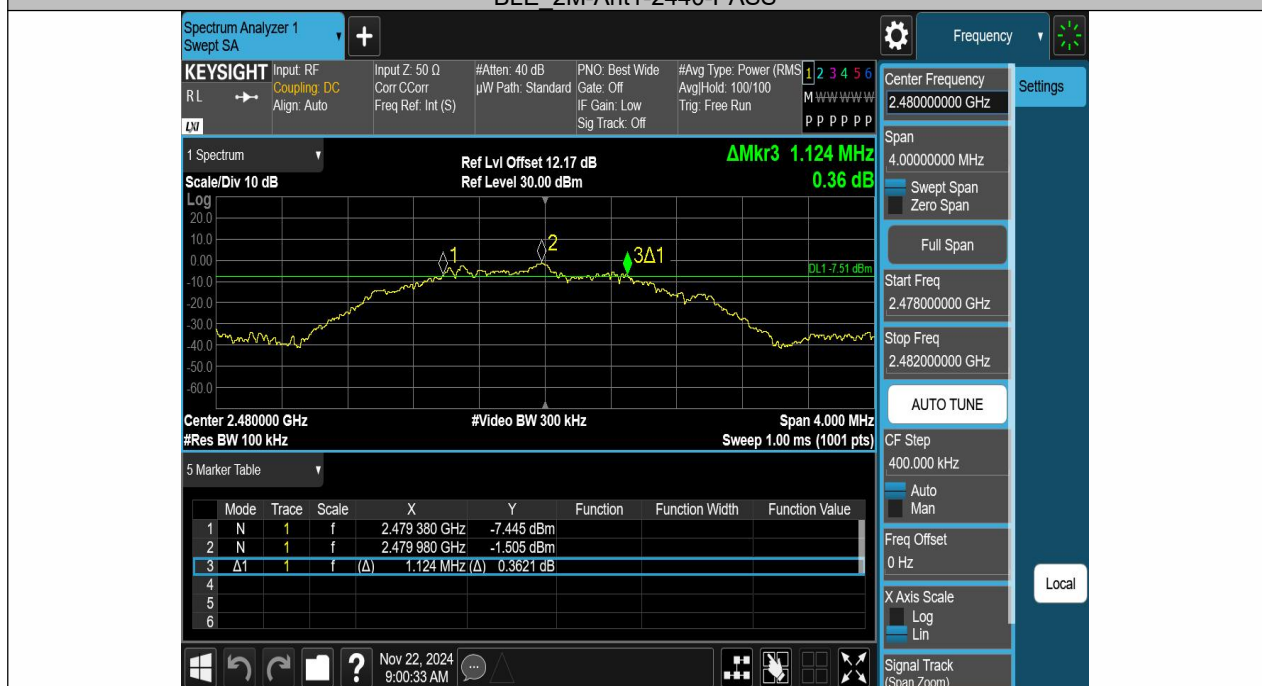 Spectrum Analyzer 1
Swept SA
+
Frequency
KEYSIGHT
RL
LXI
Input: RF
Coupling: DC
Align: Auto
Input Z: 50 Ω
Corr CCorr
Freq Ref: Int (S)
#Atten: 40 dB
µW Path: Standard
PNO: Best Wide
Gate: Off
IF Gain: Low
Sig Track: Off
#Avg Type: Power (RMS
Avg|Hold: 100/100
Trig: Free Run
1 2 3 4 5 6
M W W W W W
P P P P P P
Center Frequency
2.480000000 GHz
Settings
Span
4.00000000 MHz
Swept Span
Zero Span
Full Span
Start Freq
2.478000000 GHz
Stop Freq
2.482000000 GHz
AUTO TUNE
CF Step
400.000 kHz
Auto
Man
Freq Offset
0 Hz
X Axis Scale
Log
Lin
Local
Signal Track
(Span Zoom)
1 Spectrum
Ref Lvl Offset 12.17 dB
ΔMkr3 1.124 MHz
Scale/Div 10 dB
Ref Level 30.00 dBm
0.36 dB
Log
20.0
10.0
0.00
-10.0
-20.0
-30.0
-40.0
-50.0
-60.0
1
2
3Δ1
DL1 -7.51 dBm
Center 2.480000 GHz
#Video BW 300 kHz
Span 4.000 MHz
#Res BW 100 kHz
Sweep 1.00 ms (1001 pts)
5 Marker Table
Mode Trace Scale X Y Function Function Width Function Value
1 N 1 f 2.479 380 GHz -7.445 dBm
2 N 1 f 2.479 980 GHz -1.505 dBm
3 Δ1 1 f (Δ) 1.124 MHz (Δ) 0.3621 dB
4
5
6
?
Nov 22, 2024
9:00:33 AM